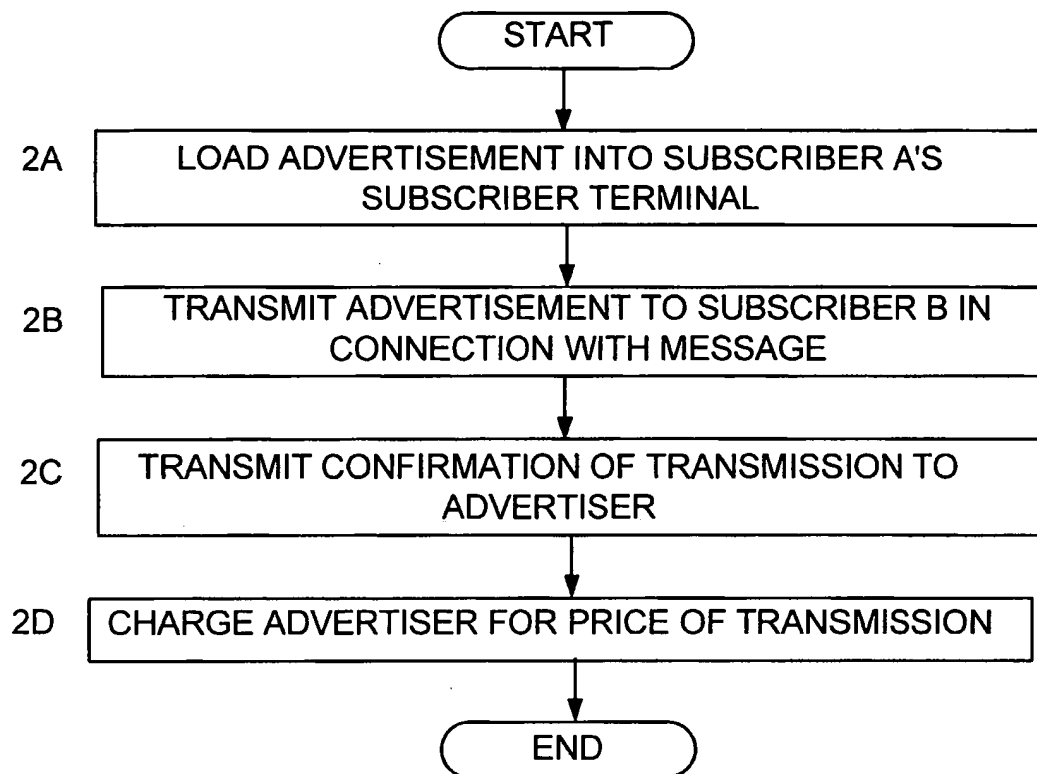 START
2A
LOAD ADVERTISEMENT INTO SUBSCRIBER A'S
SUBSCRIBER TERMINAL
2B
TRANSMIT ADVERTISEMENT TO SUBSCRIBER B IN
CONNECTION WITH MESSAGE
2C
TRANSMIT CONFIRMATION OF TRANSMISSION TO
ADVERTISER
2D
CHARGE ADVERTISER FOR PRICE OF TRANSMISSION
END